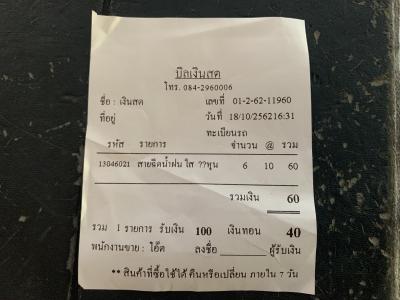 บิลเงินสด
โทร. 084-2960006
ชื่อ : เงินสด เลขที่ 01-2-62-11960
ที่อยู่ วันที่ 18/10/256216:31
ทะเบียนรถ
รหัส รายการ จำนวน @ รวม
13046021 สายฉีดน้ำฝน ใส ??หุน 6 10 60
รวมเงิน 60
รวม 1 รายการ รับเงิน 100 เงินทอน 40
พนักงานขาย : โอ๊ต ลงชื่อ ________ ผู้รับเงิน
** สินค้าที่ซื้อใช้ได้ คืนหรือเปลี่ยน ภายใน 7 วัน